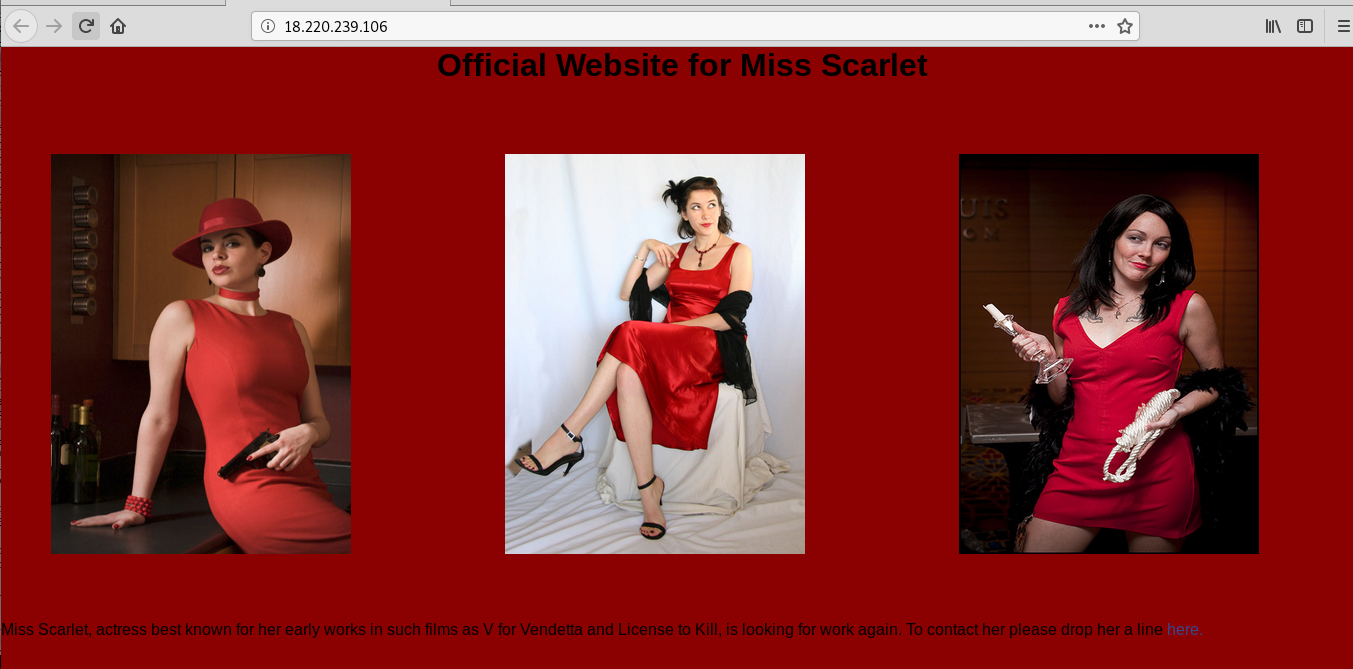 18.220.239.106
Official Website for Miss Scarlet
Miss Scarlet, actress best known for her early works in such films as V for Vendetta and License to Kill, is looking for work again. To contact her please drop her a line here.